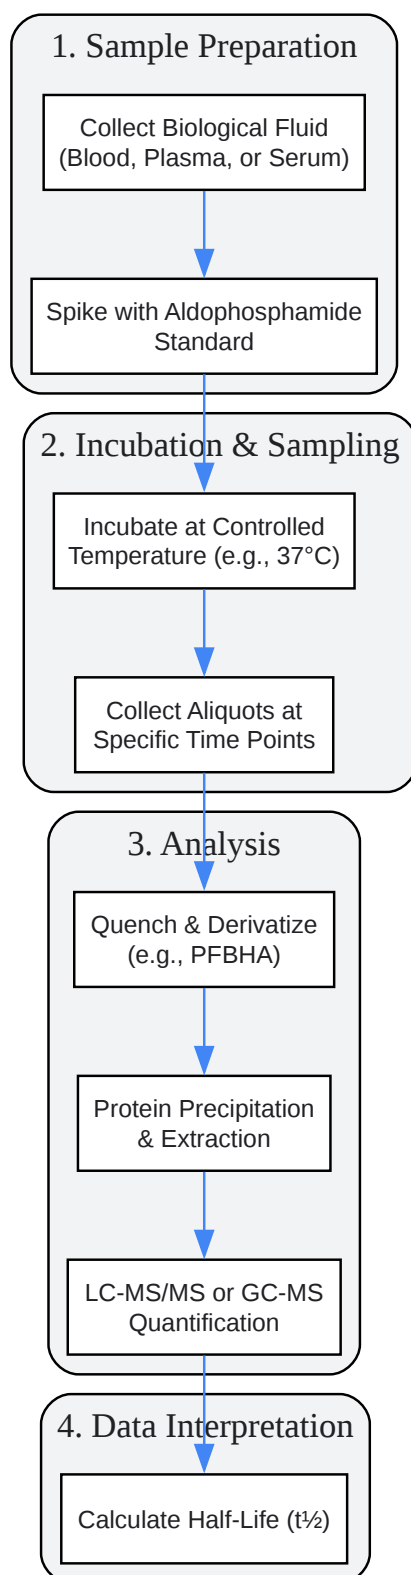 1. Sample Preparation
Collect Biological Fluid
(Blood, Plasma, or Serum)
Spike with Aldophosphamide
Standard
2. Incubation & Sampling
Incubate at Controlled
Temperature (e.g., 37°C)
Collect Aliquots at
Specific Time Points
3. Analysis
Quench & Derivatize
(e.g., PFBHA)
Protein Precipitation
& Extraction
LC-MS/MS or GC-MS
Quantification
4. Data Interpretation
Calculate Half-Life (t½)